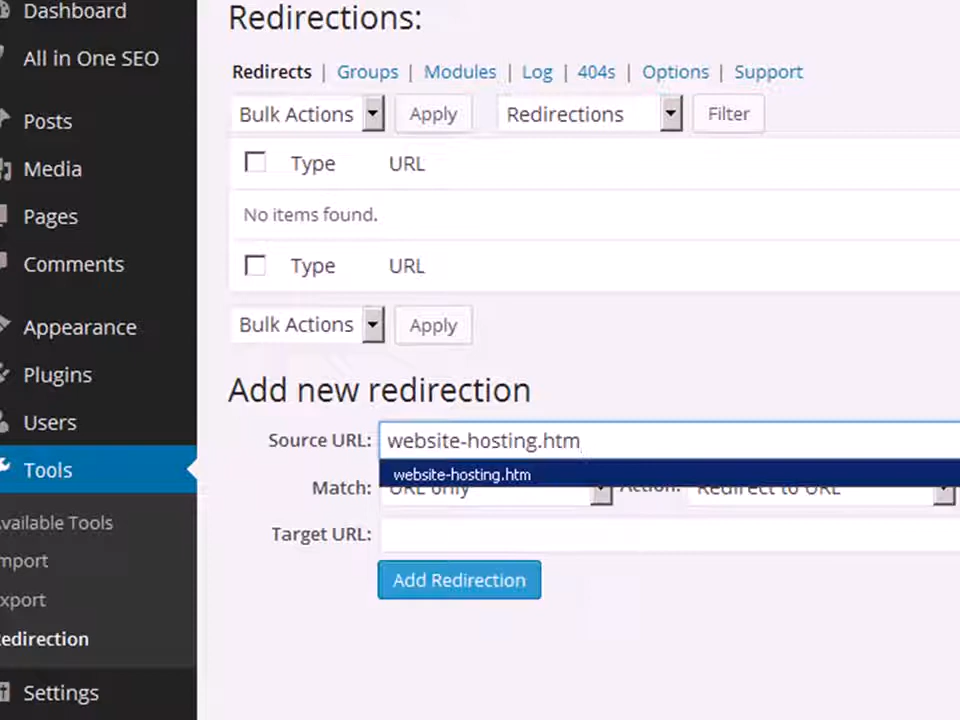 Dashboard
All in One SEO
Posts
Media
Pages
Comments
Appearance
Plugins
Users
Tools
vailable Tools
mport
xport
edirection
Settings
Redirections:
Redirects | Groups | Modules | Log | 404s | Options | Support
Bulk Actions Apply Redirections Filter
Type URL
No items found.
Type URL
Bulk Actions Apply
Add new redirection
Source URL: website-hosting.htm
website-hosting.htm
Match: URL only Action: Redirect to URL
Target URL:
Add Redirection